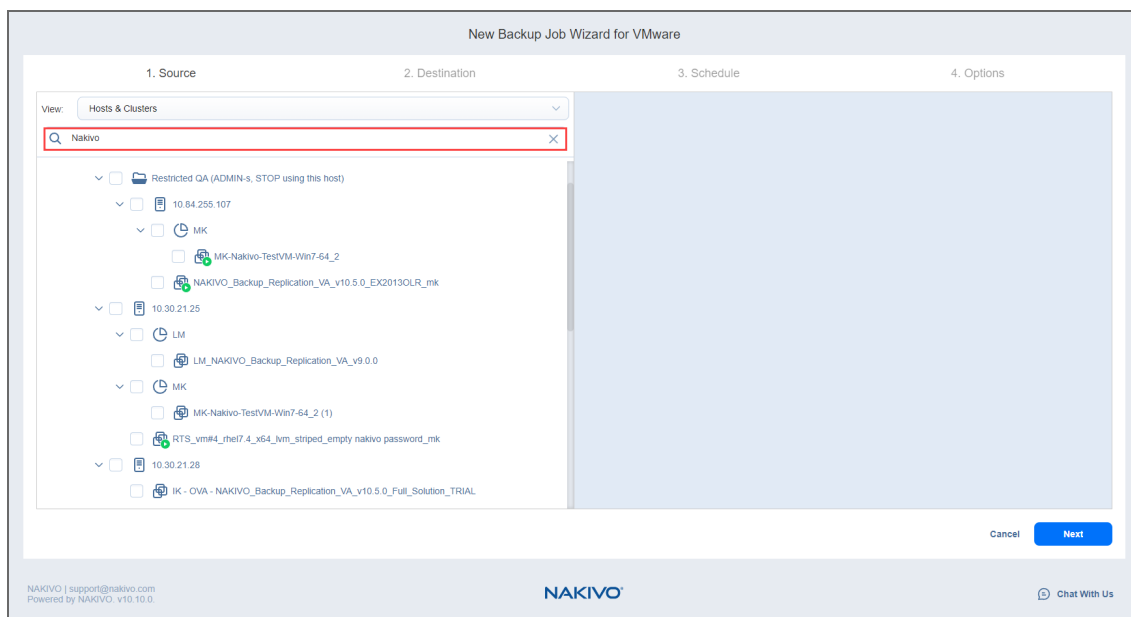 New Backup Job Wizard for VMware
1. Source 2. Destination 3. Schedule 4. Options
View: Hosts & Clusters
Nakivo
Restricted QA (ADMIN-s, STOP using this host)
10.84.255.107
MK
MK-Nakivo-TestVM-Win7-64_2
NAKIVO_Backup_Replication_VA_v10.5.0_EX2013OLR_mk
10.30.21.25
LM
LM_NAKIVO_Backup_Replication_VA_v9.0.0
MK
MK-Nakivo-TestVM-Win7-64_2 (1)
RTS_vm#4_rhel7.4_x64_lvm_striped_empty nakivo password_mk
10.30.21.28
IK - OVA - NAKIVO_Backup_Replication_VA_v10.5.0_Full_Solution_TRIAL
Cancel Next
NAKIVO | support@nakivo.com
Powered by NAKIVO. v10.10.0.
NAKIVO®
Chat With Us